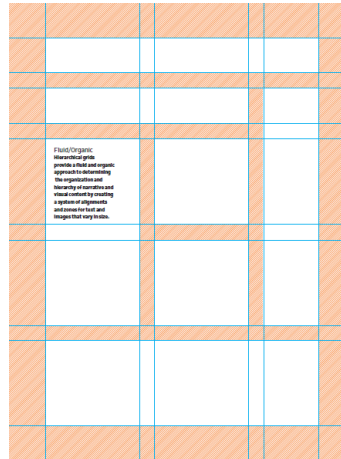 Fluid/Organic
Hierarchical grids
provide a fluid and organic
approach to determining
the organization and
hierarchy of narrative and
visual content by creating
a system of alignments
and zones for text and
images that vary in size.